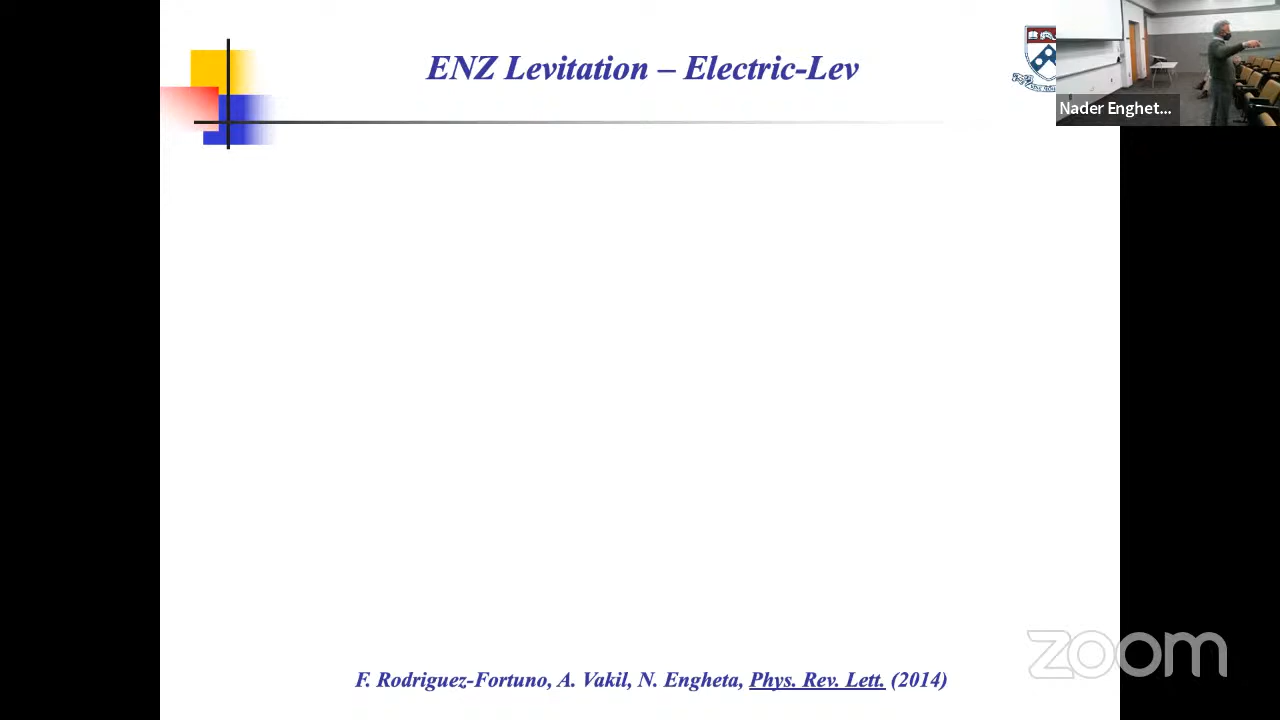 ENZ Levitation – Electric-Lev
Nader Enghet...
zoom
F. Rodriguez-Fortuno, A. Vakil, N. Engheta, Phys. Rev. Lett. (2014)